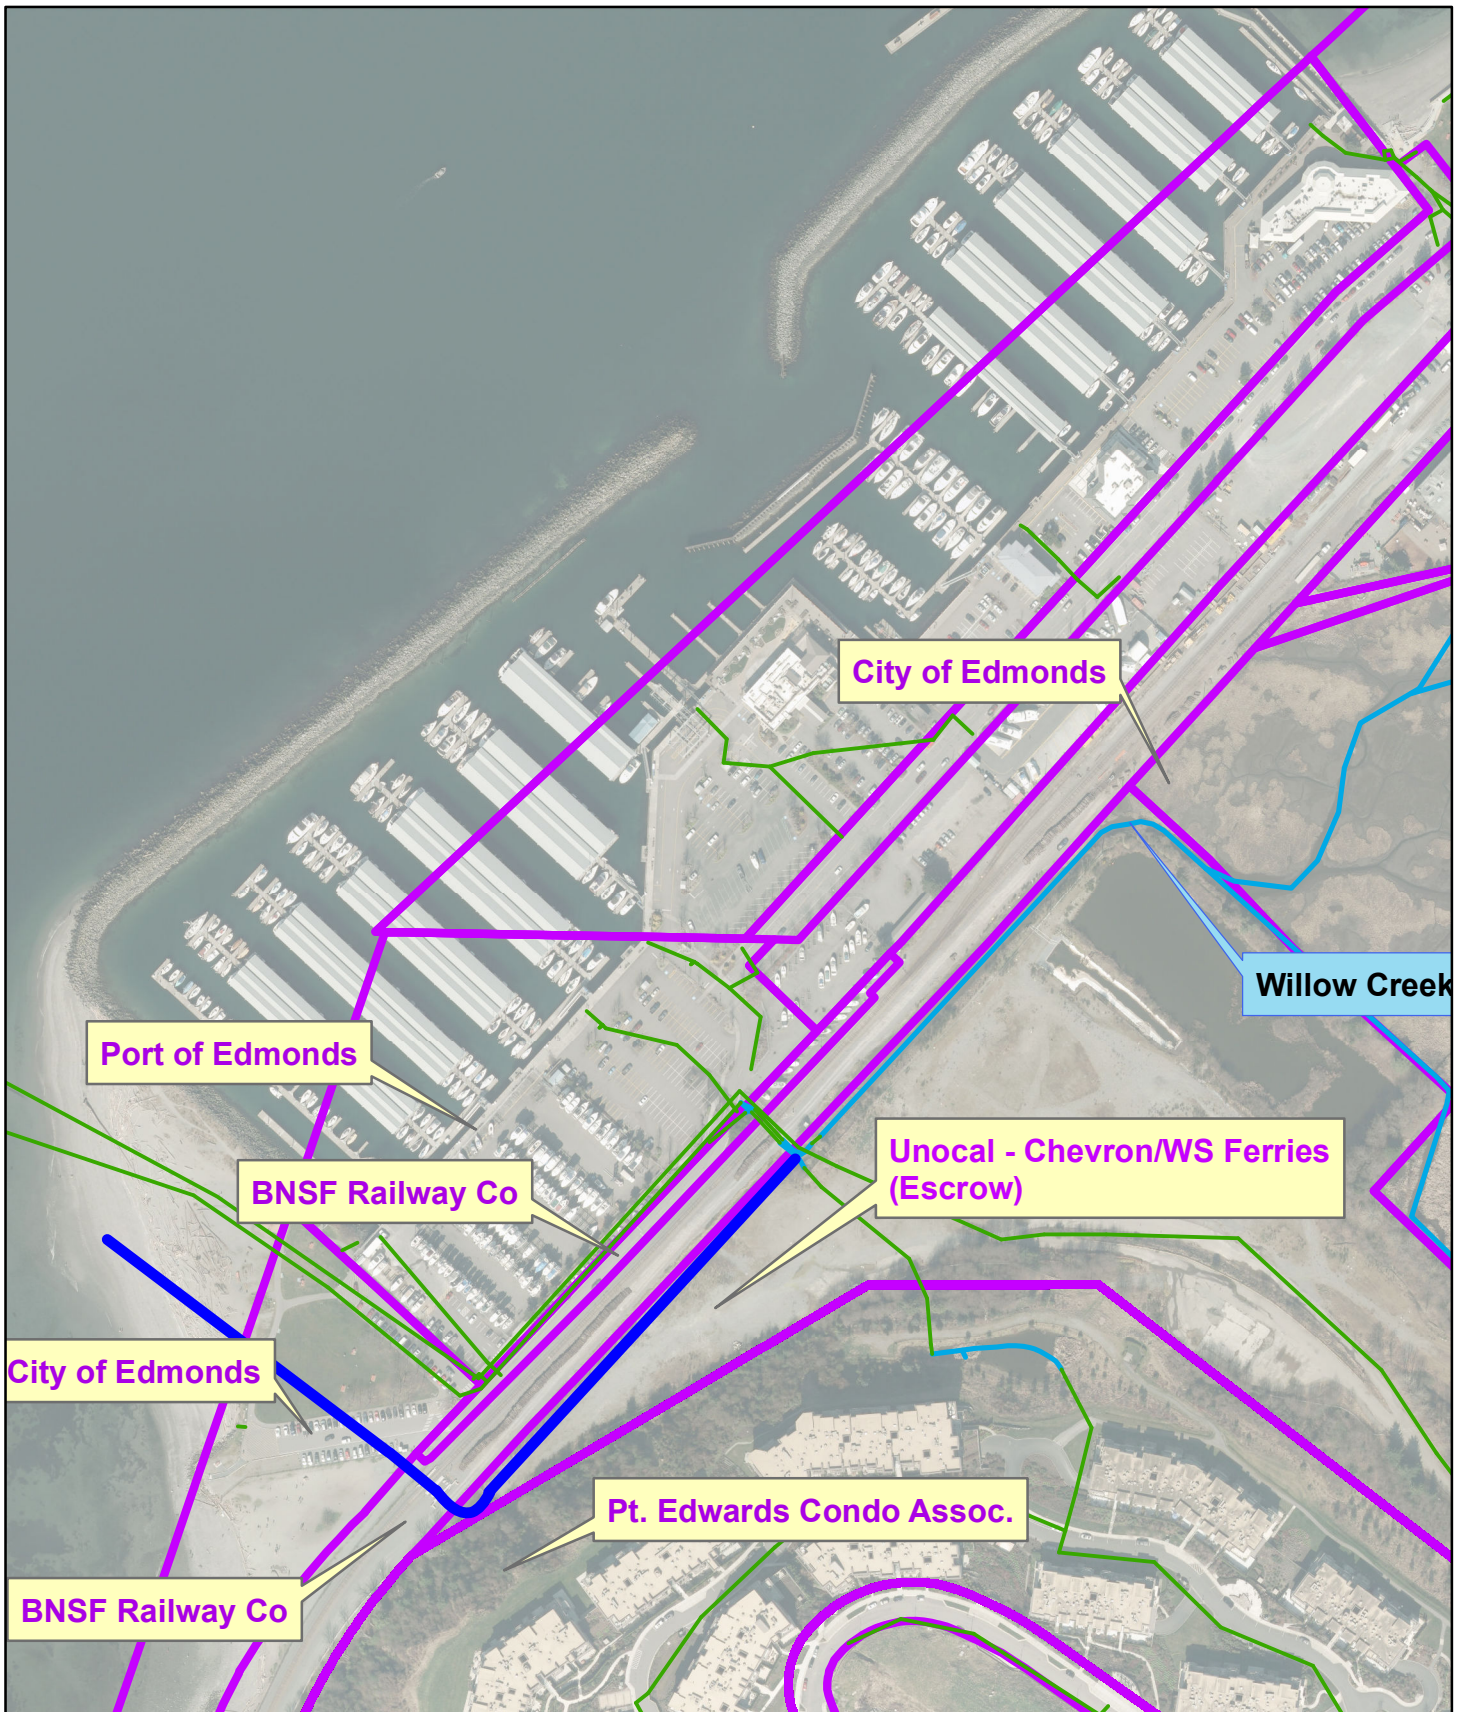 City of Edmonds
Willow Creek
Port of Edmonds
Unocal - Chevron/WS Ferries
(Escrow)
BNSF Railway Co
City of Edmonds
Pt. Edwards Condo Assoc.
BNSF Railway Co